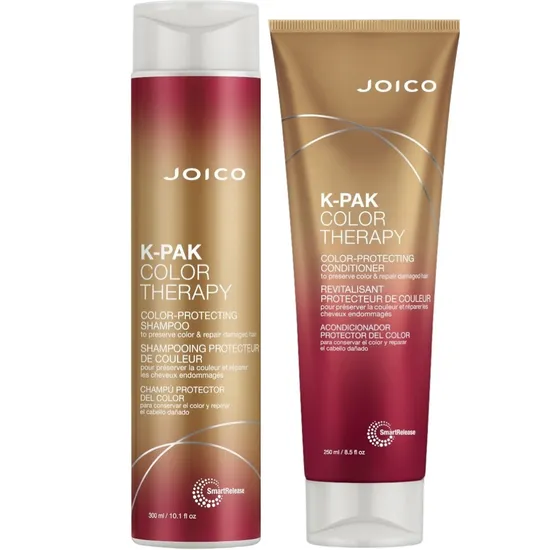 JOICO
K-PAK
COLOR
THERAPY
COLOR-PROTECTING
SHAMPOO
to preserve color & repair damaged hair
SHAMPOOING PROTECTEUR
DE COULEUR
pour préserver la couleur et réparer
les cheveux endommagés
CHAMPÚ PROTECTOR
DEL COLOR
para conservar el color y reparar
el cabello dañado
SmartRelease
300 ml / 10.1 fl oz
JOICO
K-PAK
COLOR
THERAPY
COLOR-PROTECTING
CONDITIONER
to preserve color & repair damaged hair
REVITALISANT
PROTECTEUR DE COULEUR
pour préserver la couleur et réparer les
cheveux endommagés
ACONDICIONADOR
PROTECTOR DEL COLOR
para conservar el color y reparar
el cabello dañado
SmartRelease
250 ml / 8.5 fl oz